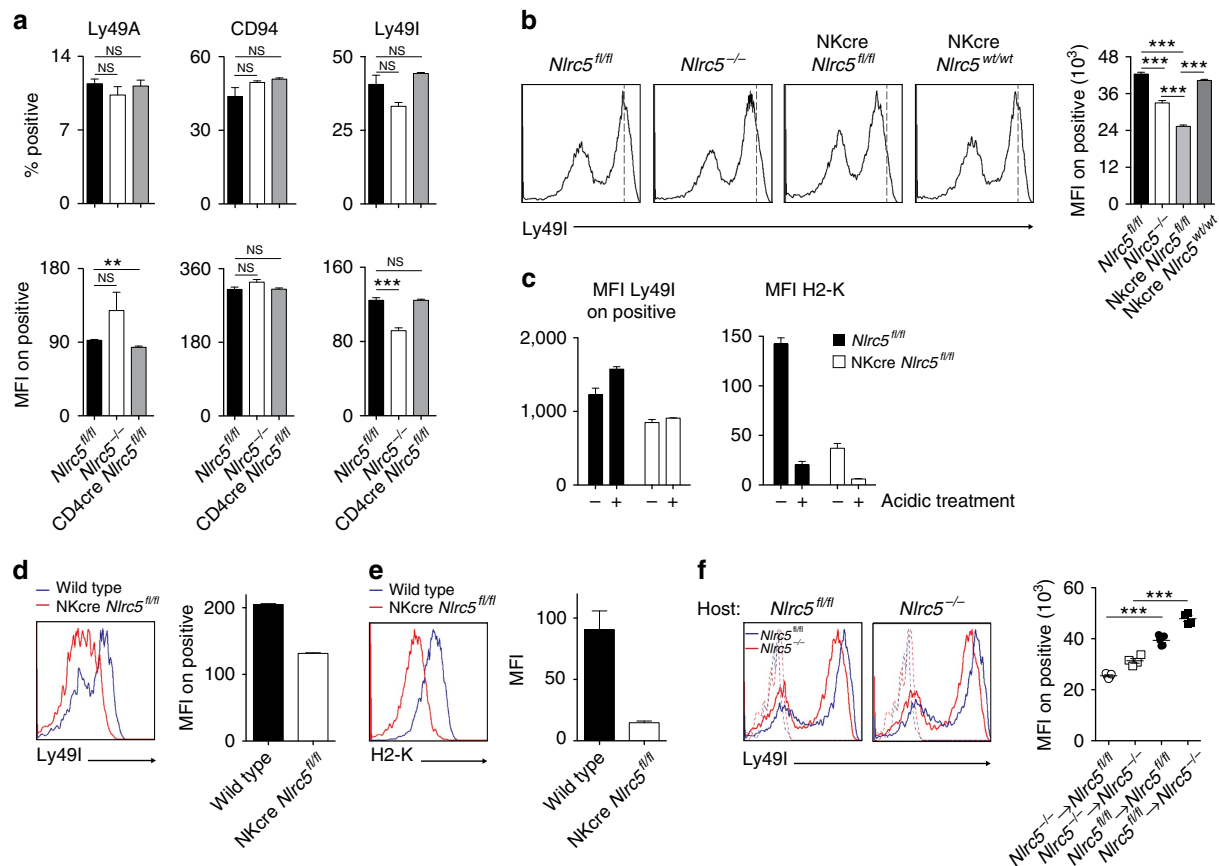 a
Ly49A
CD94
Ly49I
% positive
14
7
0
NS
NS
60
30
0
NS
NS
50
25
0
NS
NS
MFI on positive
180
90
0
**
NS
360
180
0
NS
NS
160
80
0
NS
***
Nlrc5fl/fl
Nlrc5–/–
CD4cre Nlrc5fl/fl
Nlrc5fl/fl
Nlrc5–/–
CD4cre Nlrc5fl/fl
Nlrc5fl/fl
Nlrc5–/–
CD4cre Nlrc5fl/fl
b
Nlrc5fl/fl
Nlrc5–/–
NKcre
Nlrc5fl/fl
NKcre
Nlrc5wt/wt
Ly49I
MFI on positive (10³)
48
36
24
12
0
***
*** ***
***
Nlrc5fl/fl
Nlrc5–/–
Nkcre Nlrc5fl/fl
NKcre Nlrc5wt/wt
c
MFI Ly49I
on positive
2,000
1,000
0
– + – +
MFI H2-K
150
100
50
0
Nlrc5fl/fl
NKcre Nlrc5fl/fl
– + – + Acidic treatment
d
Wild type
NKcre Nlrc5fl/fl
Ly49I
MFI on positive
200
100
0
Wild type
NKcre Nlrc5fl/fl
e
Wild type
NKcre Nlrc5fl/fl
H2-K
MFI
100
50
0
Wild type
NKcre Nlrc5fl/fl
f
Host: Nlrc5fl/fl Nlrc5–/–
Nlrc5fl/fl
Nlrc5–/–
Ly49I
MFI on positive (10³)
60
40
20
0
***
***
Nlrc5–/–→Nlrc5fl/fl
Nlrc5–/–→Nlrc5–/–
Nlrc5fl/fl→Nlrc5fl/fl
Nlrc5fl/fl→Nlrc5–/–